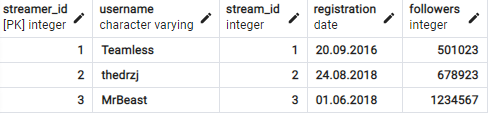 streamer_id username stream_id registration followers
[PK] integer character varying integer date integer
1 Teamless 1 20.09.2016 501023
2 thedrzj 2 24.08.2018 678923
3 MrBeast 3 01.06.2018 1234567